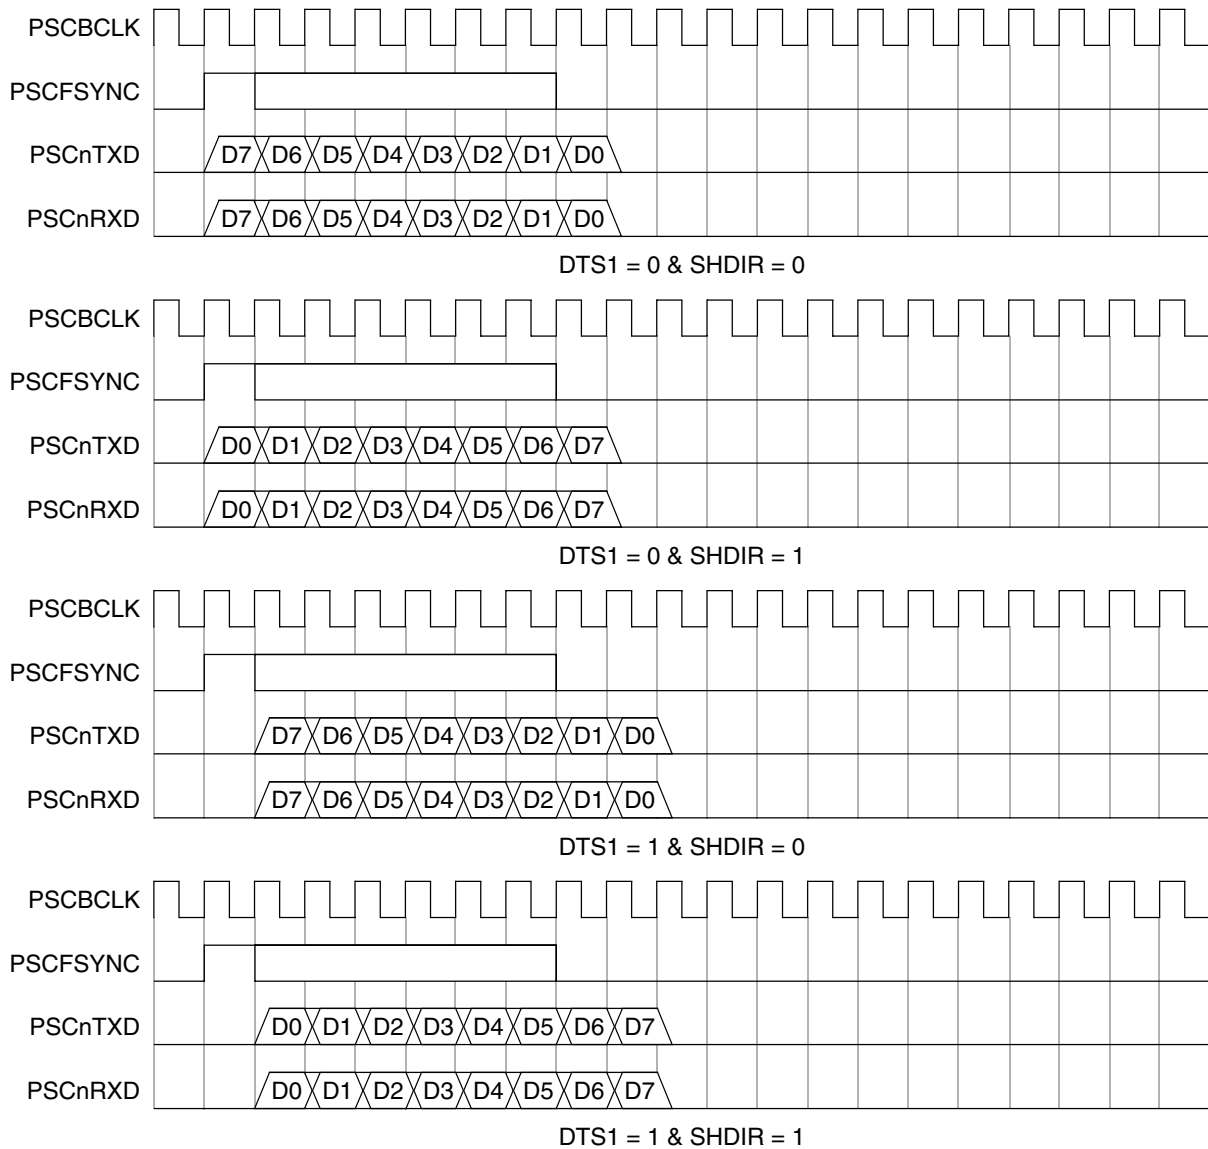 PSCBCLK
PSCFSYNC
PSCnTXD D7 D6 D5 D4 D3 D2 D1 D0
PSCnRXD D7 D6 D5 D4 D3 D2 D1 D0
DTS1 = 0 & SHDIR = 0
PSCBCLK
PSCFSYNC
PSCnTXD D0 D1 D2 D3 D4 D5 D6 D7
PSCnRXD D0 D1 D2 D3 D4 D5 D6 D7
DTS1 = 0 & SHDIR = 1
PSCBCLK
PSCFSYNC
PSCnTXD D7 D6 D5 D4 D3 D2 D1 D0
PSCnRXD D7 D6 D5 D4 D3 D2 D1 D0
DTS1 = 1 & SHDIR = 0
PSCBCLK
PSCFSYNC
PSCnTXD D0 D1 D2 D3 D4 D5 D6 D7
PSCnRXD D0 D1 D2 D3 D4 D5 D6 D7
DTS1 = 1 & SHDIR = 1